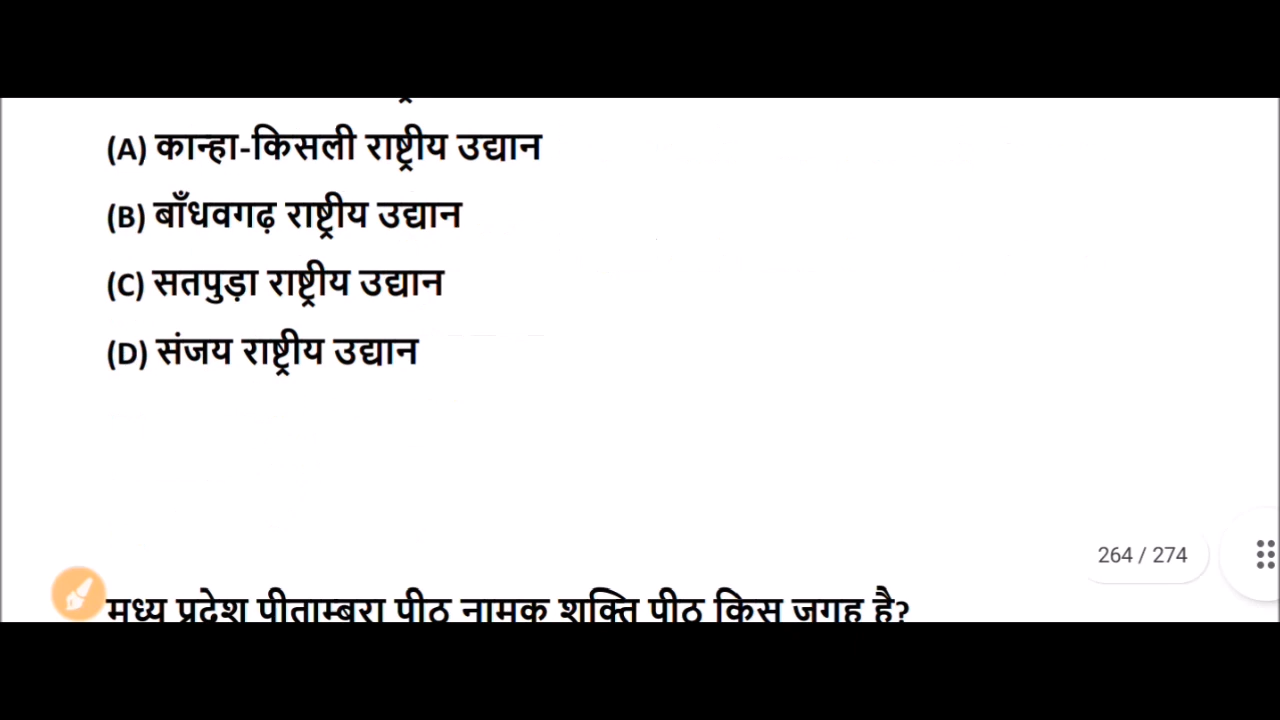 (A) कान्हा-किसली राष्ट्रीय उद्यान
(B) बाँधवगढ़ राष्ट्रीय उद्यान
(C) सतपुड़ा राष्ट्रीय उद्यान
(D) संजय राष्ट्रीय उद्यान
264 / 274
मध्य प्रदेश पीताम्बरा पीठ नामक शक्ति पीठ किस जगह है?